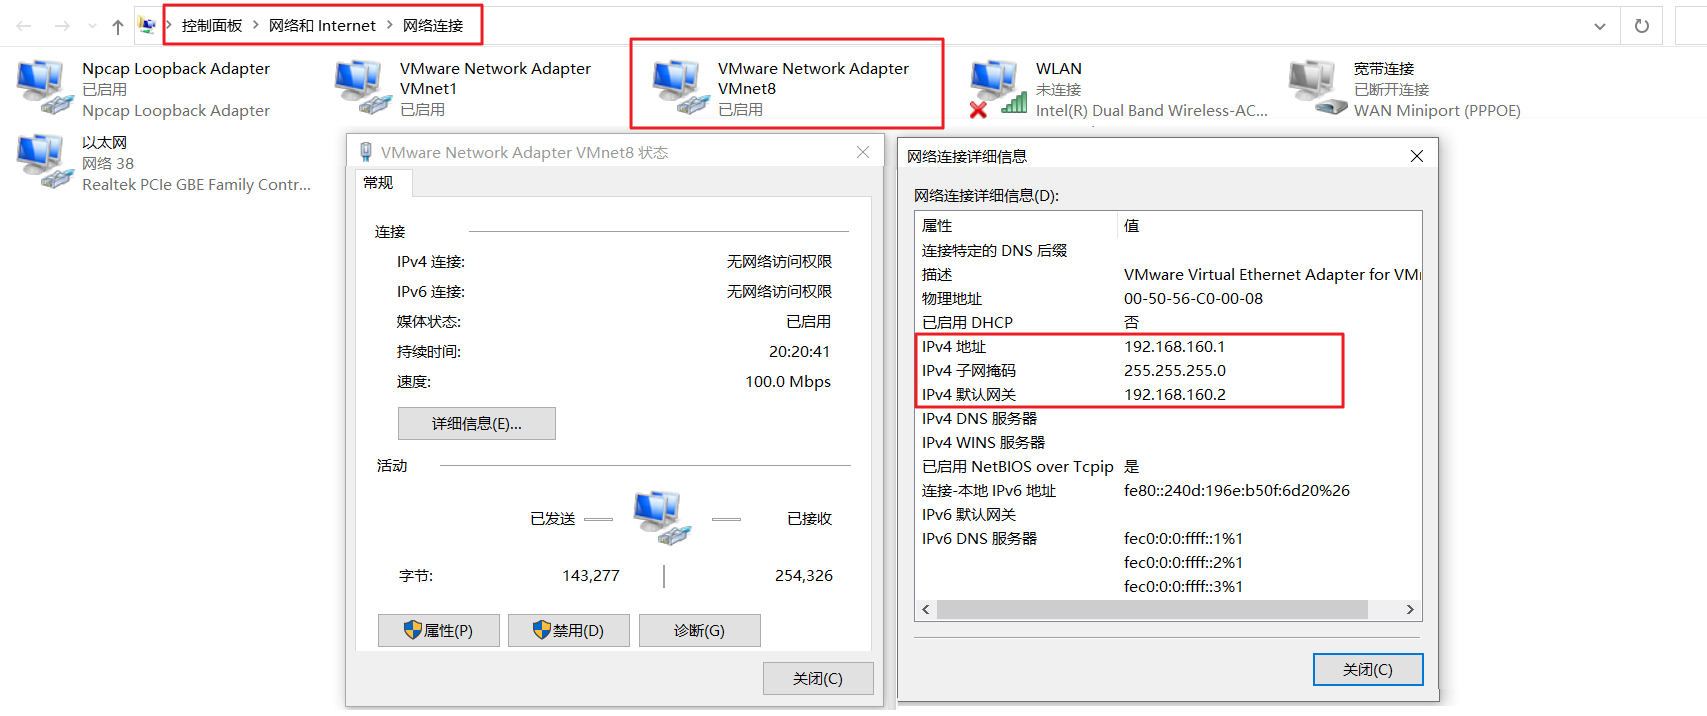 控制面板 > 网络和 Internet > 网络连接
Npcap Loopback Adapter
已启用
Npcap Loopback Adapter
VMware Network Adapter
VMnet1
已启用
VMware Network Adapter
VMnet8
已启用
WLAN
未连接
Intel(R) Dual Band Wireless-AC...
宽带连接
已断开连接
WAN Miniport (PPPOE)
以太网
网络 38
Realtek PCIe GBE Family Contr...
VMware Network Adapter VMnet8 状态
常规
连接
IPv4 连接: 无网络访问权限
IPv6 连接: 无网络访问权限
媒体状态: 已启用
持续时间: 20:20:41
速度: 100.0 Mbps
详细信息(E)...
活动
已发送 已接收
字节: 143,277 254,326
属性(P) 禁用(D) 诊断(G)
关闭(C)
网络连接详细信息
网络连接详细信息(D):
属性 值
连接特定的 DNS 后缀
描述 VMware Virtual Ethernet Adapter for
物理地址 00-50-56-C0-00-08
已启用 DHCP 否
IPv4 地址 192.168.160.1
IPv4 子网掩码 255.255.255.0
IPv4 默认网关 192.168.160.2
IPv4 DNS 服务器
IPv4 WINS 服务器
已启用 NetBIOS over Tcpip 是
连接-本地 IPv6 地址 fe80::240d:196e:b50f:6d20%26
IPv6 默认网关
IPv6 DNS 服务器 fec0:0:0:ffff::1%1
fec0:0:0:ffff::2%1
fec0:0:0:ffff::3%1
关闭(C)